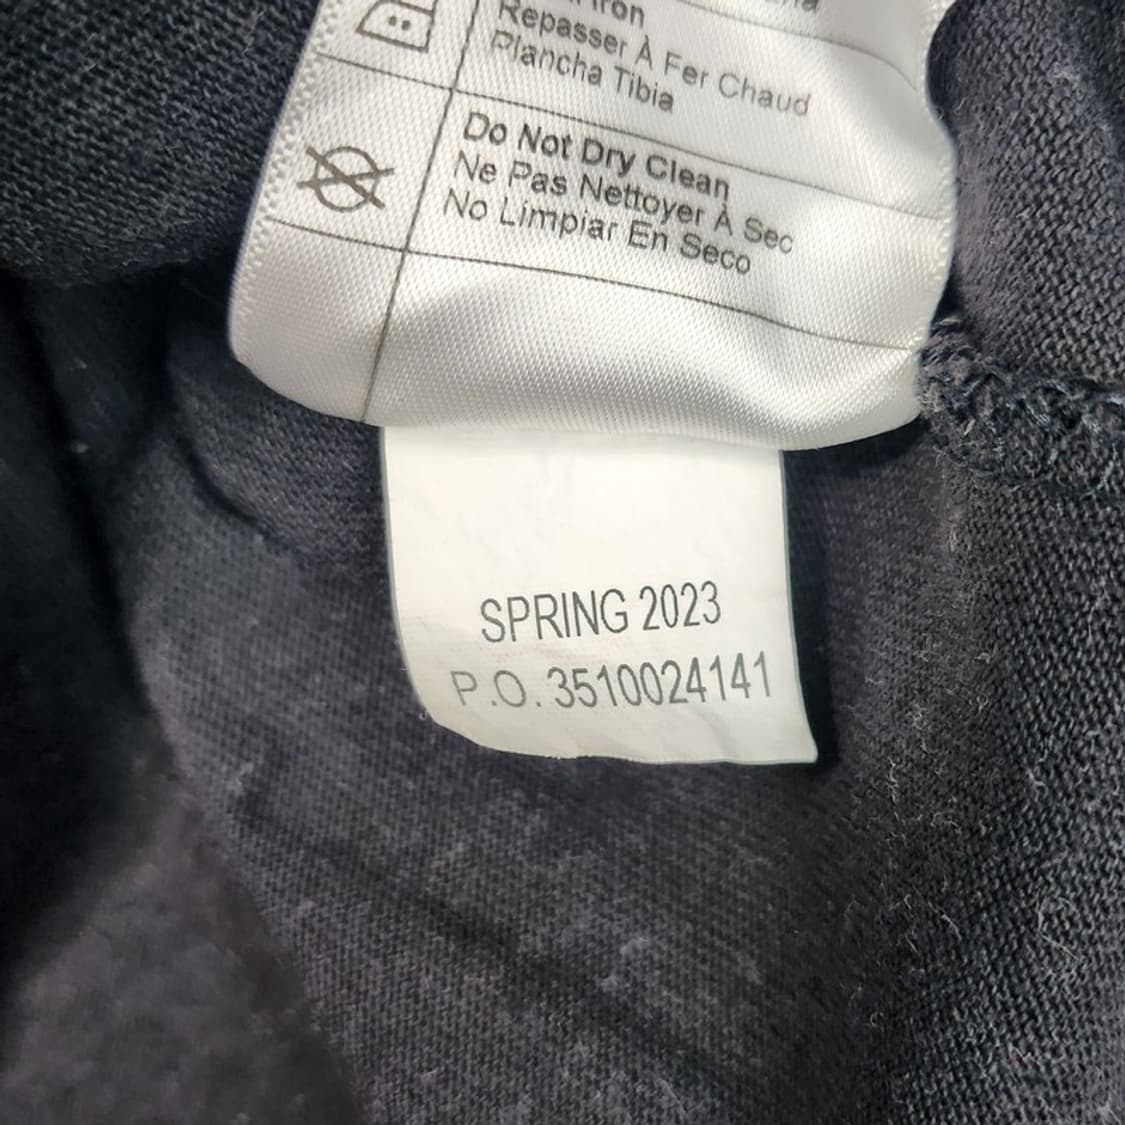 Iron
Repasser À Fer Chaud
Plancha Tibia
Do Not Dry Clean
Ne Pas Nettoyer À Sec
No Limpiar En Seco
SPRING 2023
P.O. 3510024141